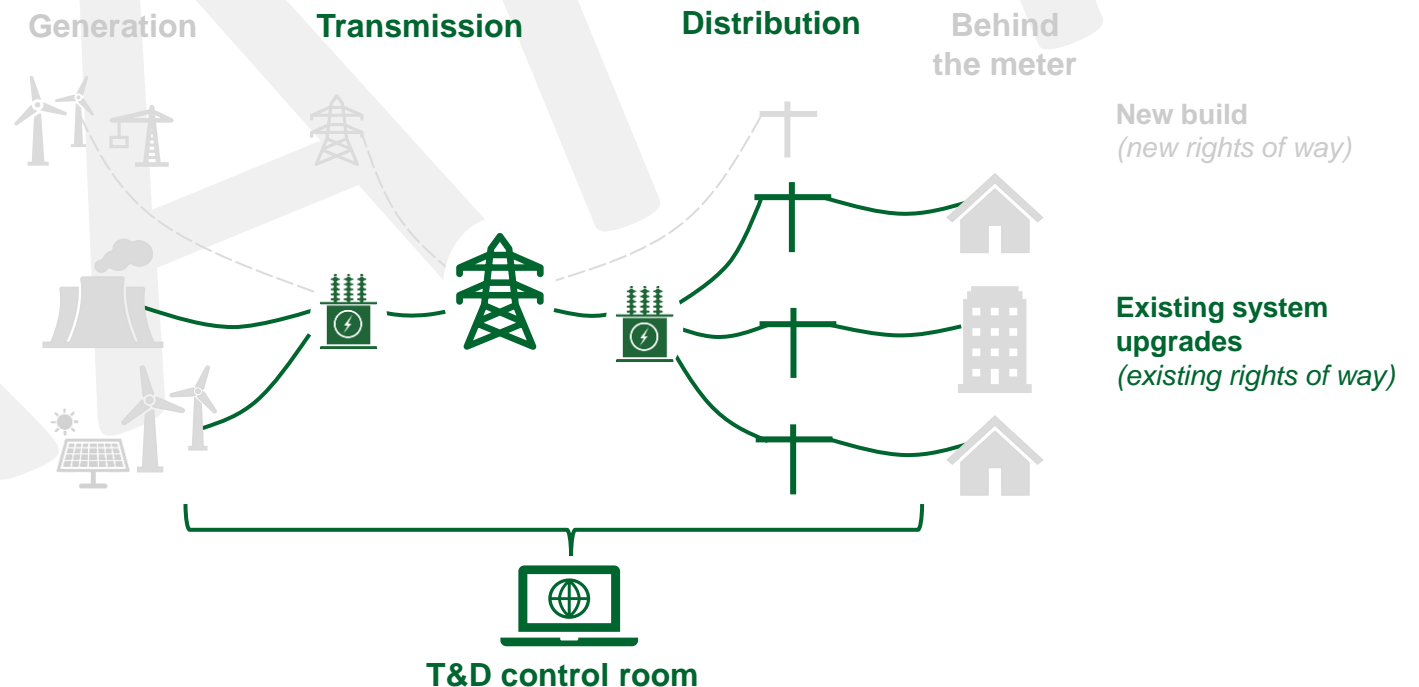 Generation
Transmission
Distribution
Behind
the meter
New build
(new rights of way)
Existing system
upgrades
(existing rights of way)
T&D control room